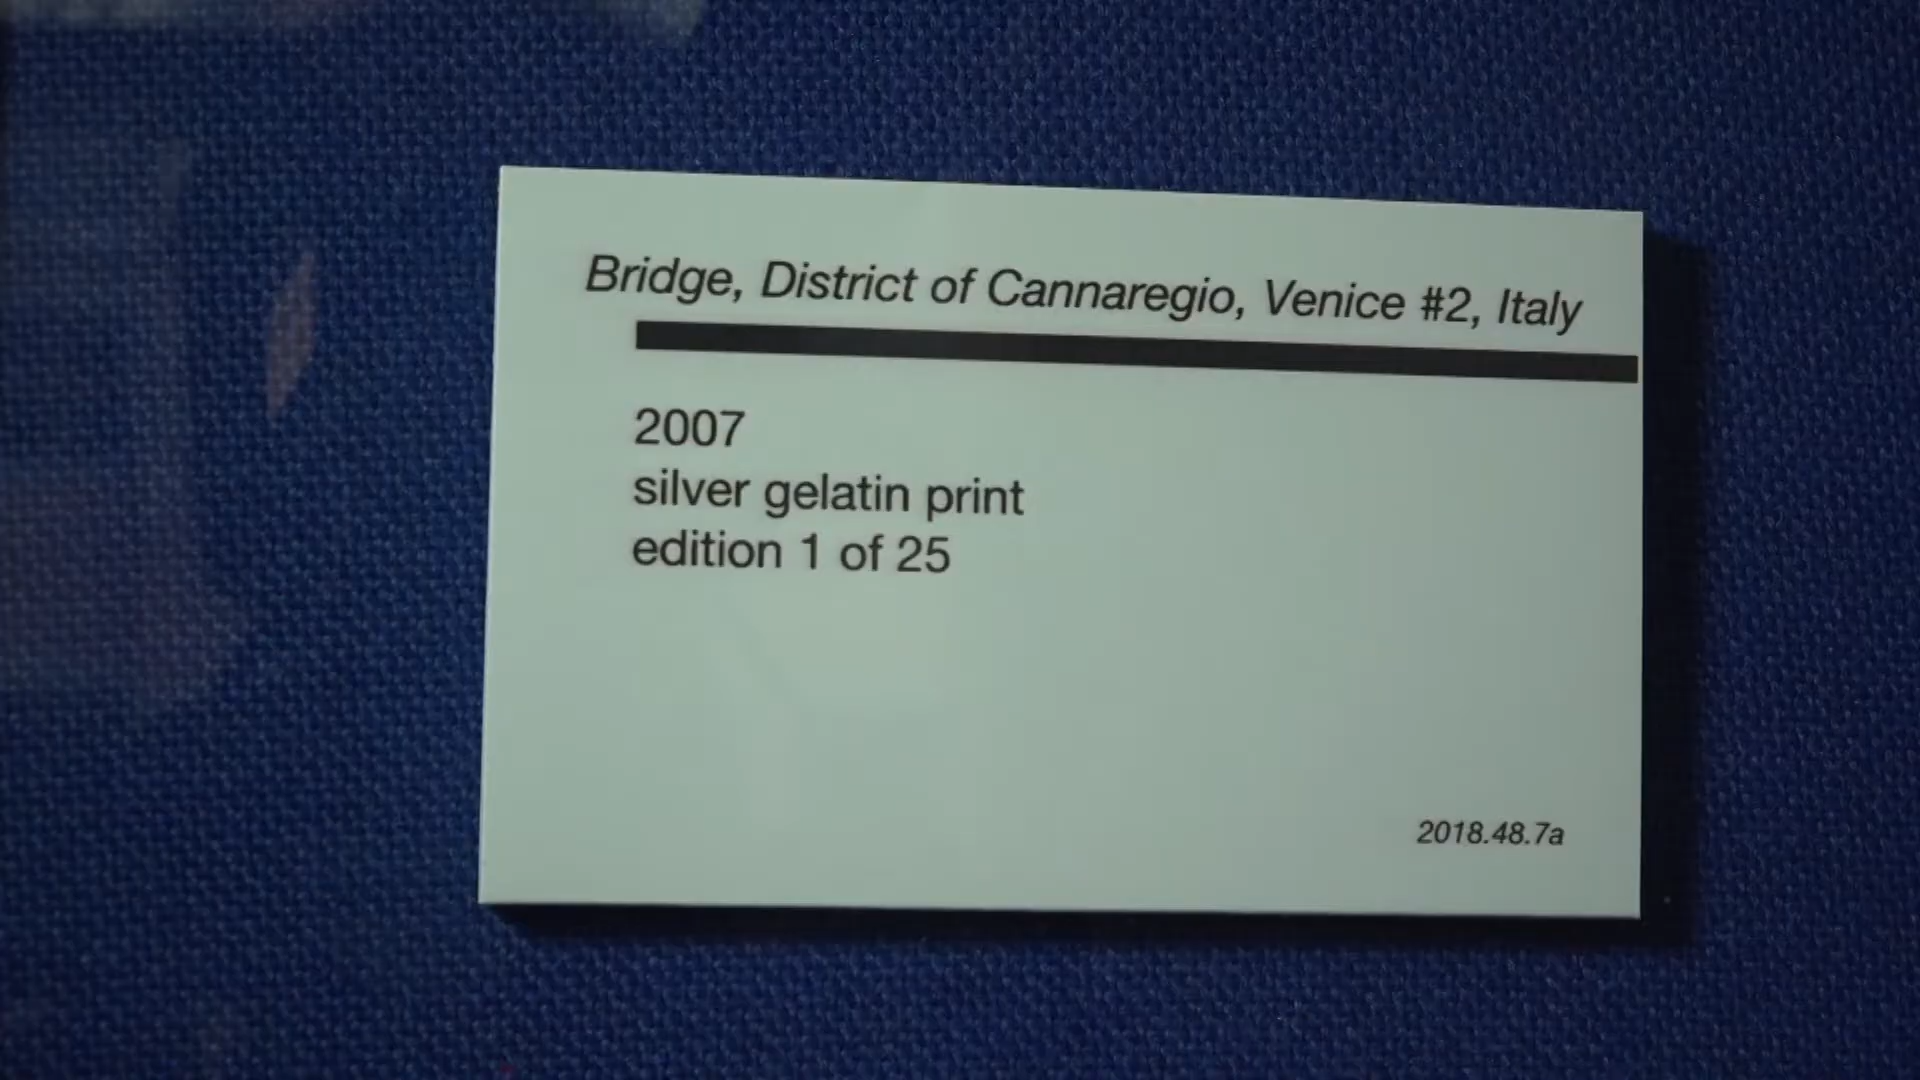 Bridge, District of Cannaregio, Venice #2, Italy
2007
silver gelatin print
edition 1 of 25
2018.48.7a